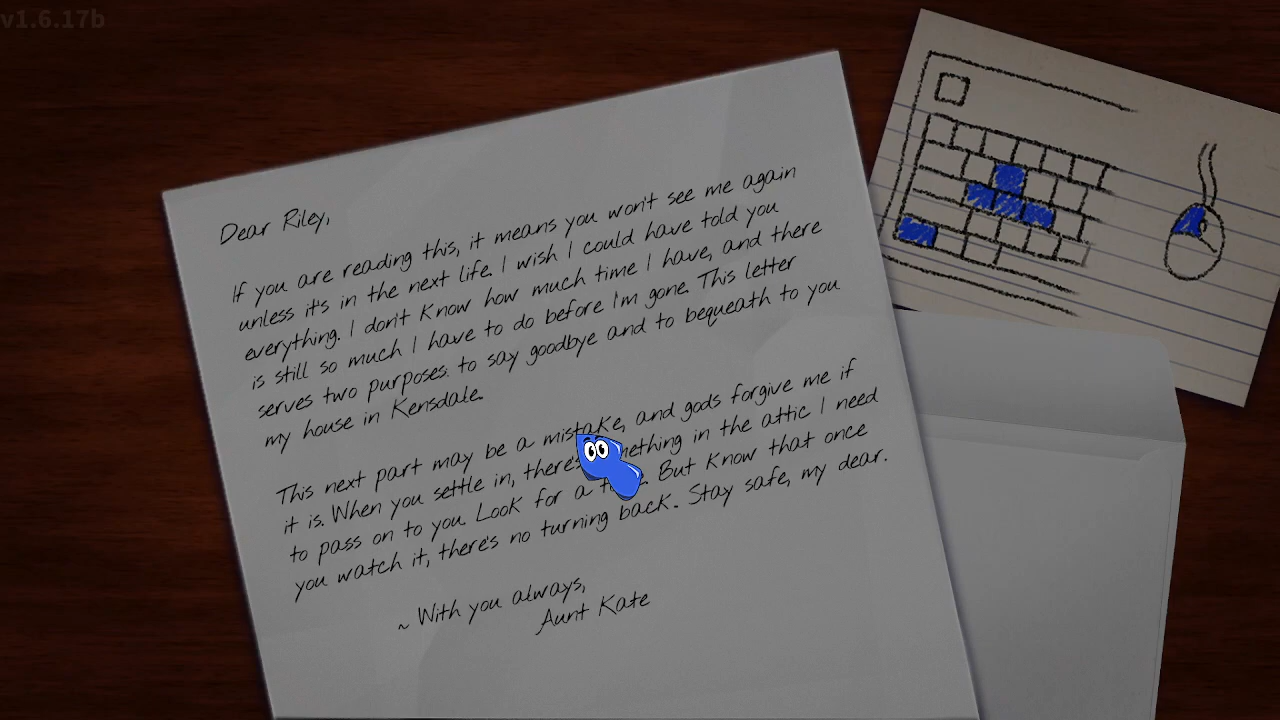 v1.6.17b
Dear Riley,
If you are reading this, it means you won't see me again
unless it's in the next life. I wish I could have told you
everything. I don't know how much time I have, and there
is still so much I have to do before I'm gone. This letter
serves two purposes: to say goodbye and to bequeath to you
my house in Kensdale.
This next part may be a mistake, and gods forgive me if
it is. When you settle in, there's in the attic I need
to pass on to you. Look for a But know that once
you watch it, there's no turning back. Stay safe, my dear.
~ With you always,
Aunt Kate